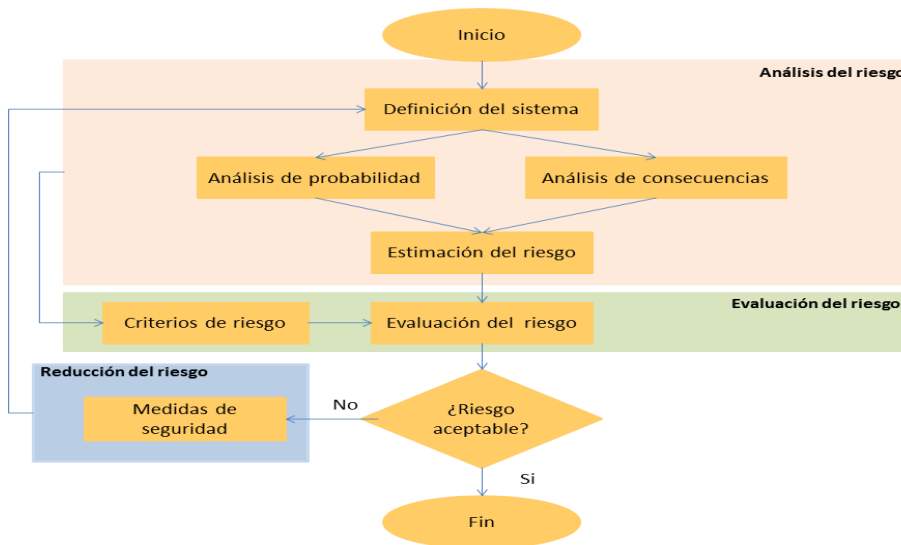 Inicio
Análisis del riesgo
Definición del sistema
Análisis de probabilidad
Análisis de consecuencias
Estimación del riesgo
Evaluación del riesgo
Criterios de riesgo
Evaluación del riesgo
Reducción del riesgo
Medidas de
seguridad
No
¿Riesgo
aceptable?
Si
Fin